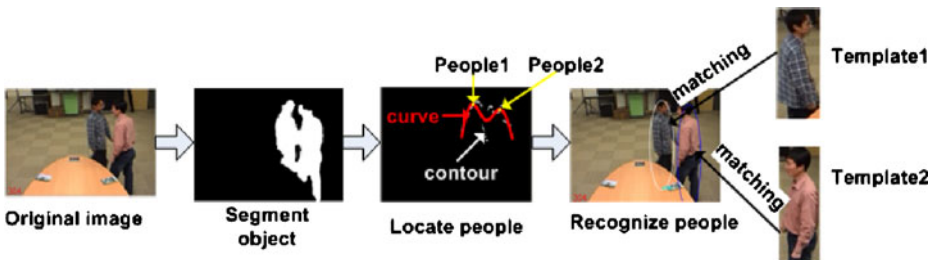 People1
People2
curve
contour
matching
matching
Template1
Template2
Original image
Segment
object
Locate people
Recognize people